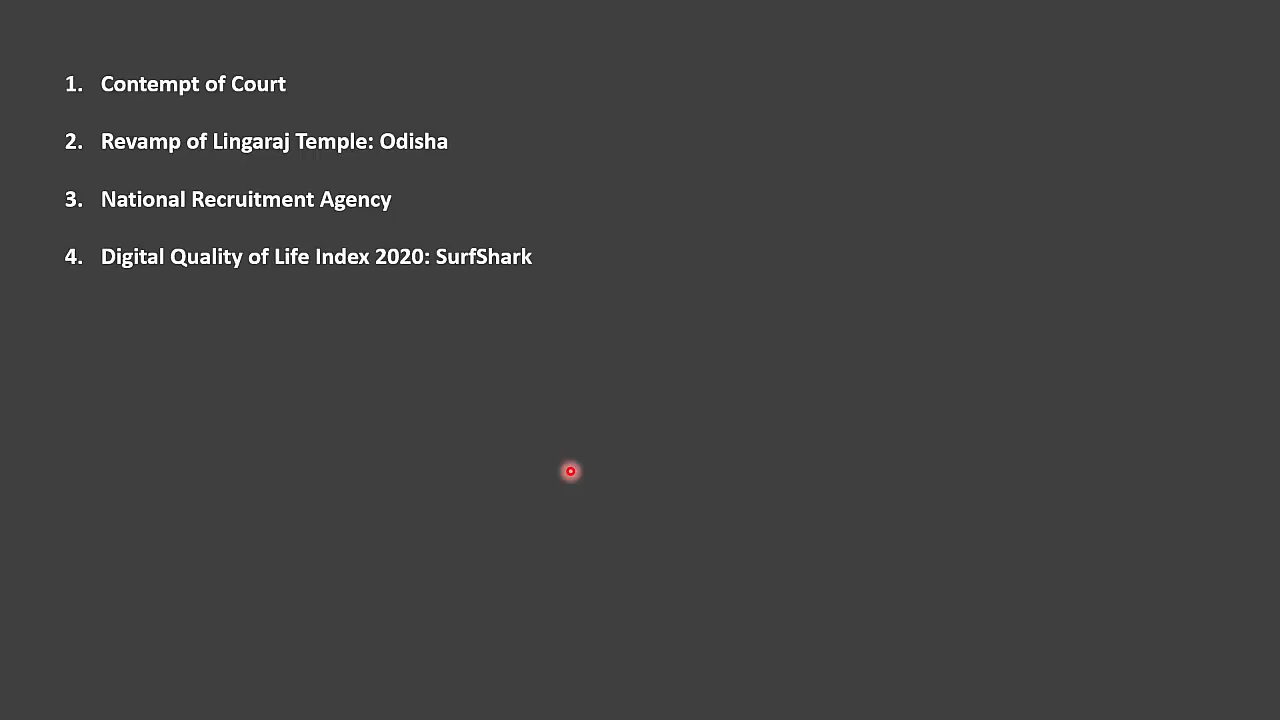 1. Contempt of Court
2. Revamp of Lingaraj Temple: Odisha
3. National Recruitment Agency
4. Digital Quality of Life Index 2020: SurfShark